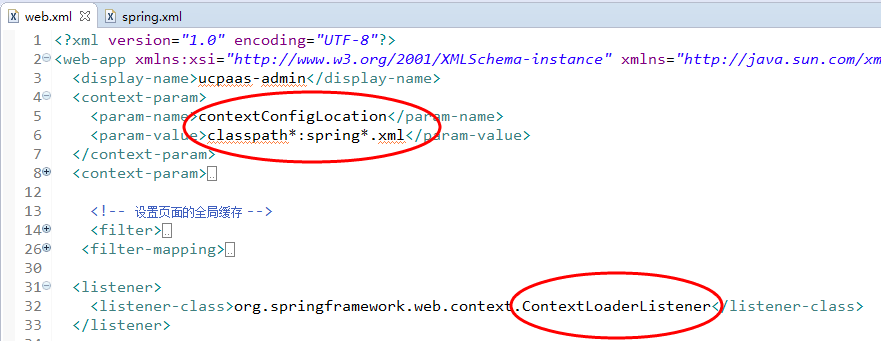 web.xml spring.xml
1 <?xml version="1.0" encoding="UTF-8"?>
2 <web-app xmlns:xsi="http://www.w3.org/2001/XMLSchema-instance" xmlns="http://java.sun.com/xm
3 <display-name>ucpaas-admin</display-name>
4 <context-param>
5 <param-name>contextConfigLocation</param-name>
6 <param-value>classpath*:spring*.xml</param-value>
7 </context-param>
8 <context-param>
12
13 <!-- 设置页面的全局缓存 -->
14 <filter>
26 <filter-mapping>
30
31 <listener>
32 <listener-class>org.springframework.web.context.ContextLoaderListener</listener-class>
33 </listener>